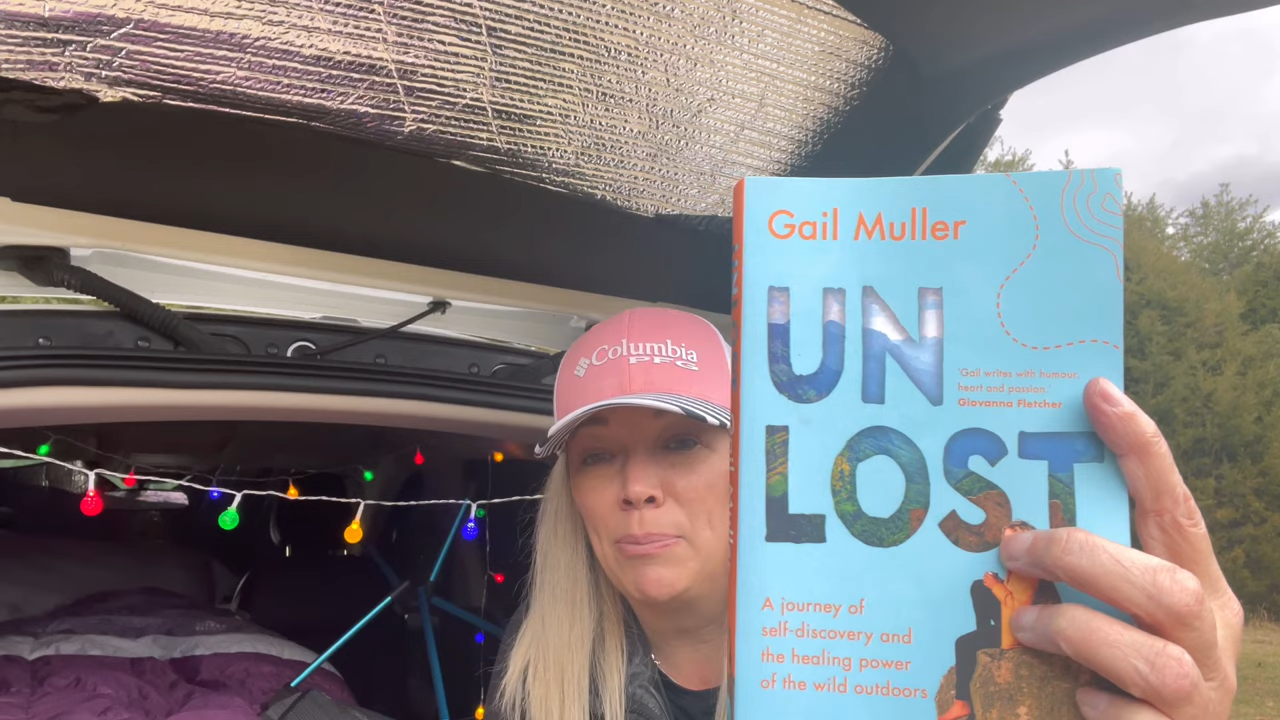 Columbia
PFG
Gail Muller
UN
LOST
'Gail writes with humour,
heart and passion.'
Giovanna Fletcher
A journey of
self-discovery and
the healing power
of the wild outdoors